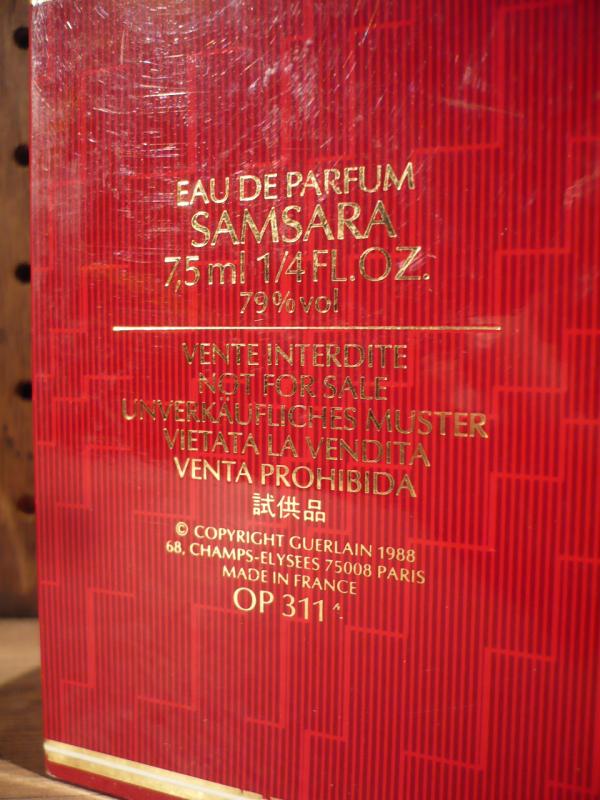 EAU DE PARFUM
SAMSARA
7,5 ml 1/4 FL.OZ.
79% vol
VENTE INTERDITE
NOT FOR SALE
UNVERKÄUFLICHES MUSTER
VIETATA LA VENDITA
VENTA PROHIBIDA
試供品
© COPYRIGHT GUERLAIN 1988
68, CHAMPS-ELYSEES 75008 PARIS
MADE IN FRANCE
OP 311